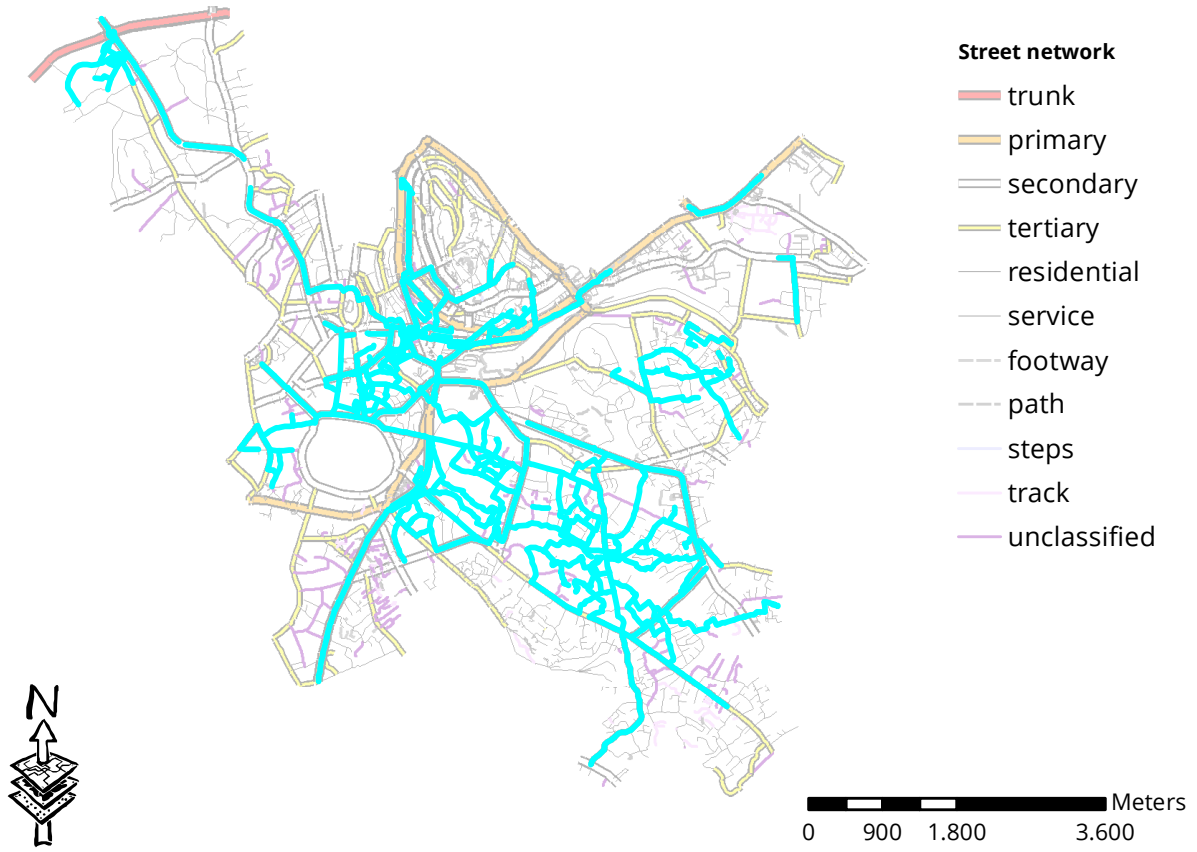 Street network
trunk
primary
secondary
tertiary
residential
service
footway
path
steps
track
unclassified
N
Meters
0 900 1.800 3.600